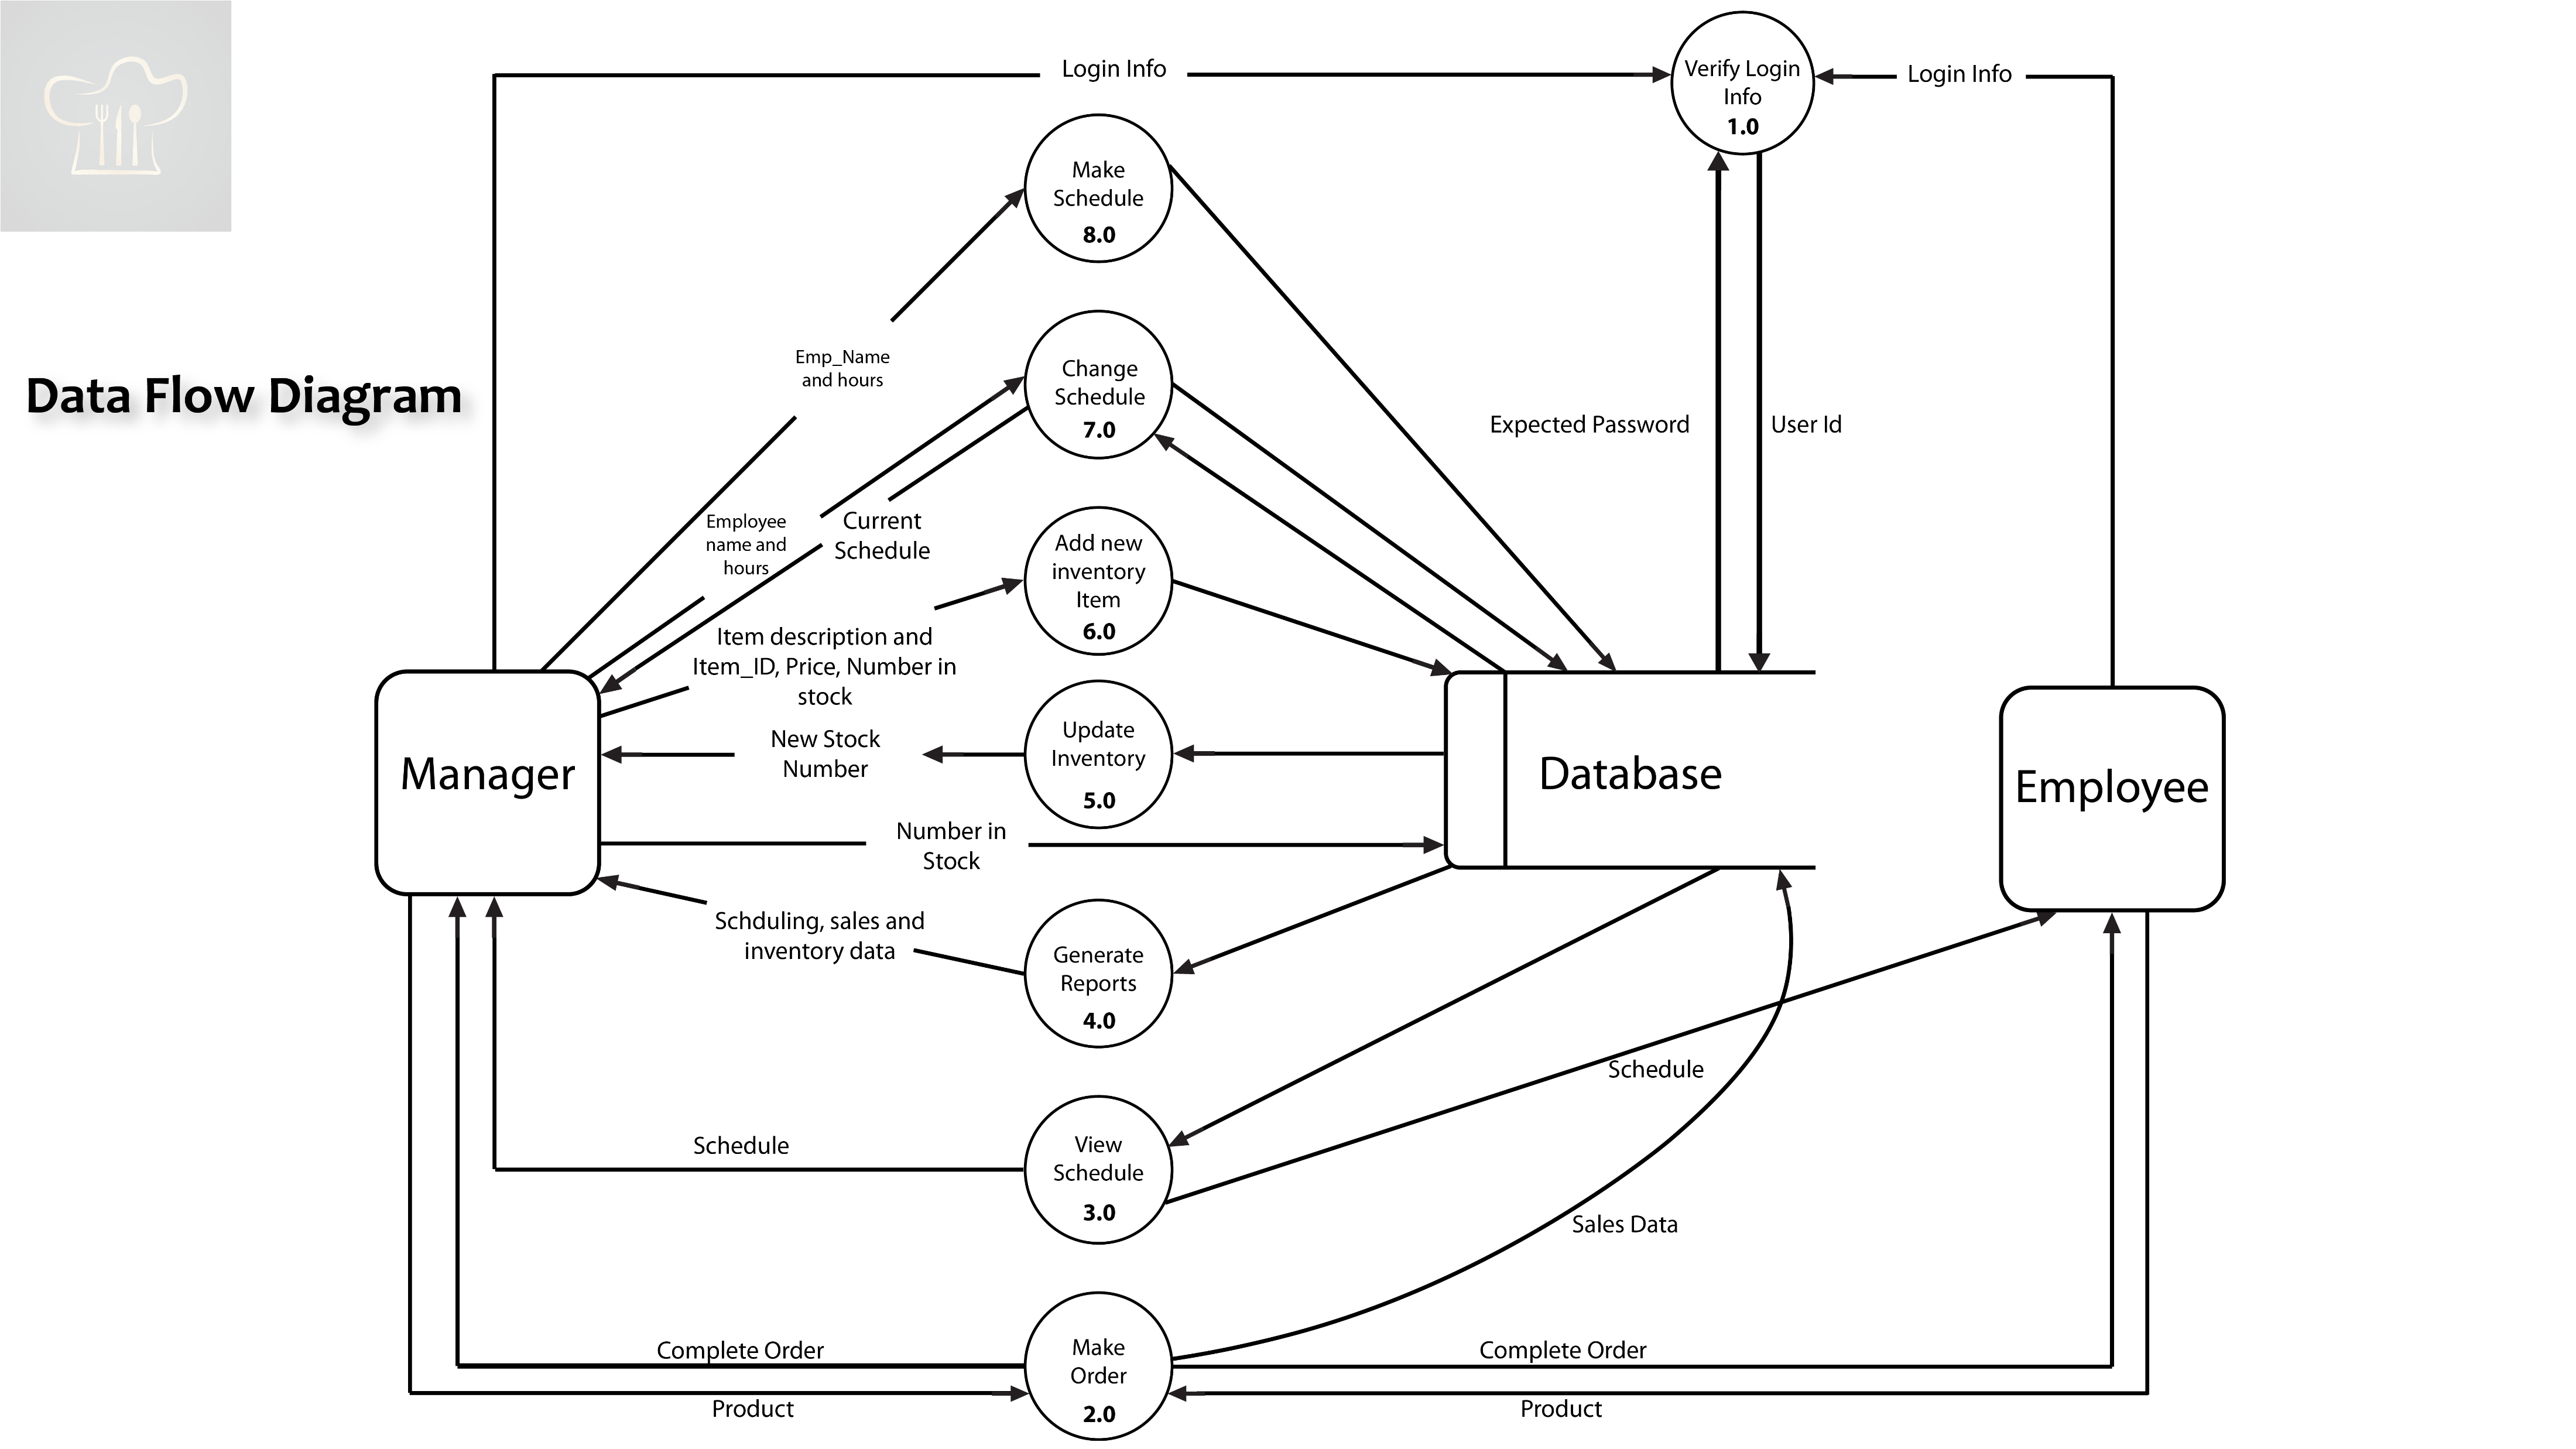 Login Info
Verify Login
Info
1.0
Login Info
Make
Schedule
8.0
Data Flow Diagram
Emp_Name
and hours
Change
Schedule
7.0
Expected Password
User Id
Employee
name and
hours
Current
Schedule
Add new
inventory
Item
6.0
Item description and
Item_ID, Price, Number in
stock
Manager
New Stock
Number
Update
Inventory
5.0
Database
Employee
Number in
Stock
Schduling, sales and
inventory data
Generate
Reports
4.0
Schedule
Schedule
View
Schedule
3.0
Sales Data
Complete Order
Make
Order
2.0
Complete Order
Product
Product